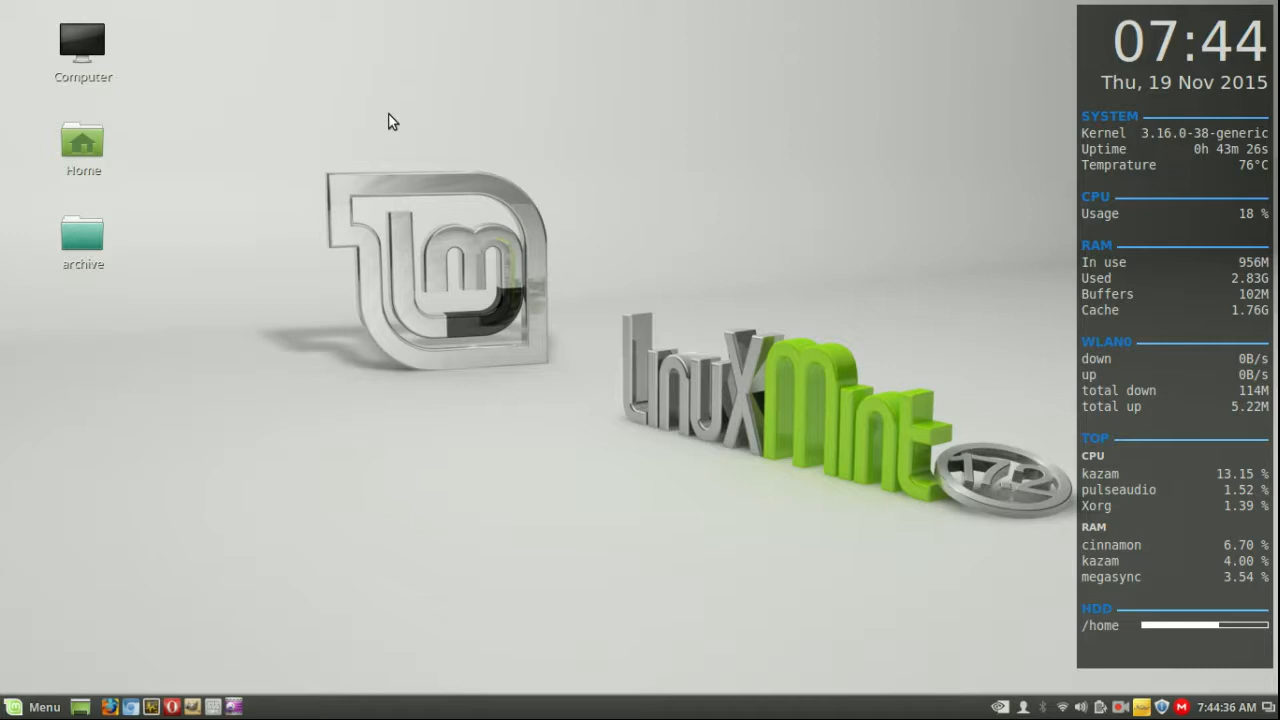 Computer
Home
archive
lm
LinuxMint
17.2
07:44
Thu, 19 Nov 2015
SYSTEM
Kernel 3.16.0-38-generic
Uptime 0h 43m 26s
Temprature 76°C
CPU
Usage 18 %
RAM
In use 956M
Used 2.83G
Buffers 102M
Cache 1.76G
WLAN0
down 0B/s
up 0B/s
total down 114M
total up 5.22M
TOP
CPU
kazam 13.15 %
pulseaudio 1.52 %
Xorg 1.39 %
RAM
cinnamon 6.70 %
kazam 4.00 %
megasync 3.54 %
HDD
/home
Menu
7:44:36 AM